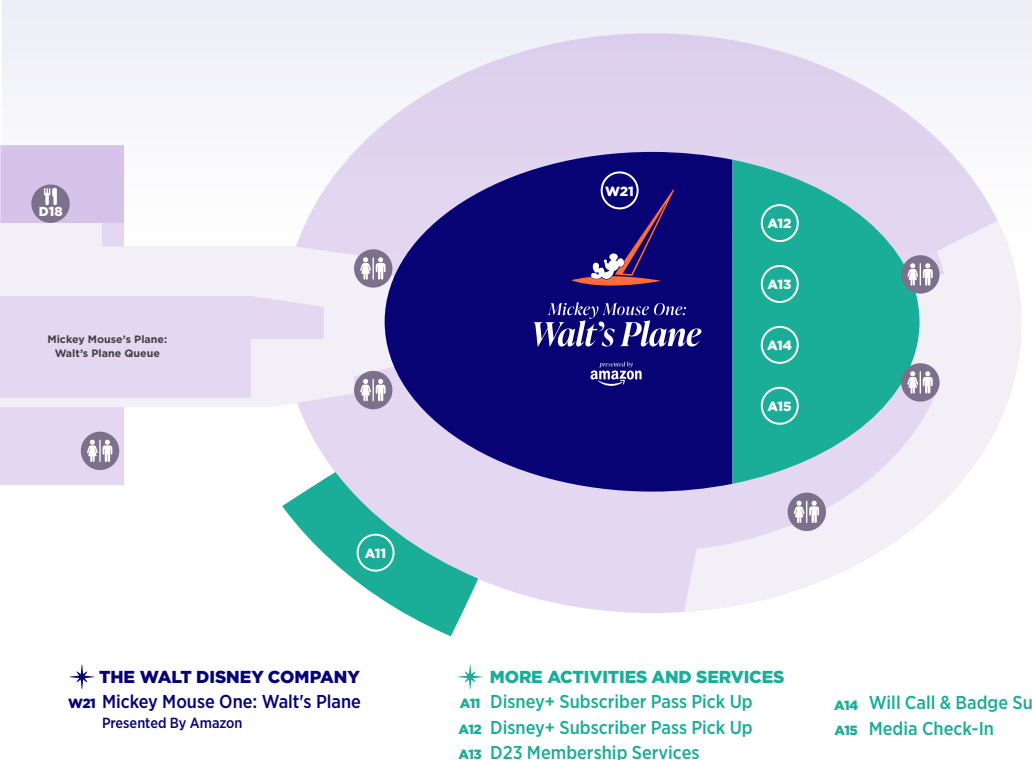 W21
D18
A12
A13
Mickey Mouse One:
Walt's Plane
Mickey Mouse's Plane:
Walt's Plane Queue
A14
presented by
amazon
A15
A11
THE WALT DISNEY COMPANY
W21 Mickey Mouse One: Walt's Plane
Presented By Amazon
MORE ACTIVITIES AND SERVICES
A11 Disney+ Subscriber Pass Pick Up
A12 Disney+ Subscriber Pass Pick Up
A13 D23 Membership Services
A14 Will Call & Badge Su
A15 Media Check-In